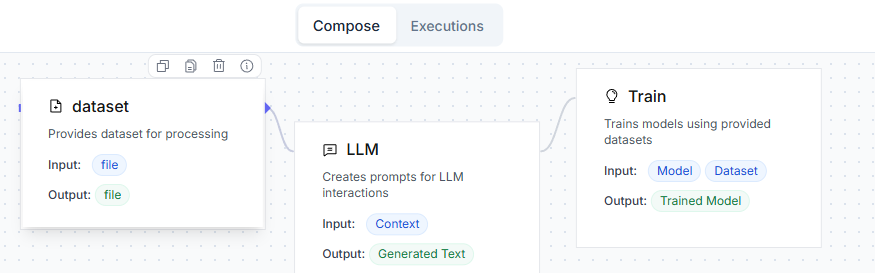 Compose
Executions
dataset
Provides dataset for processing
Input: file
Output: file
LLM
Creates prompts for LLM
interactions
Input: Context
Output: Generated Text
Train
Trains models using provided
datasets
Input: Model Dataset
Output: Trained Model